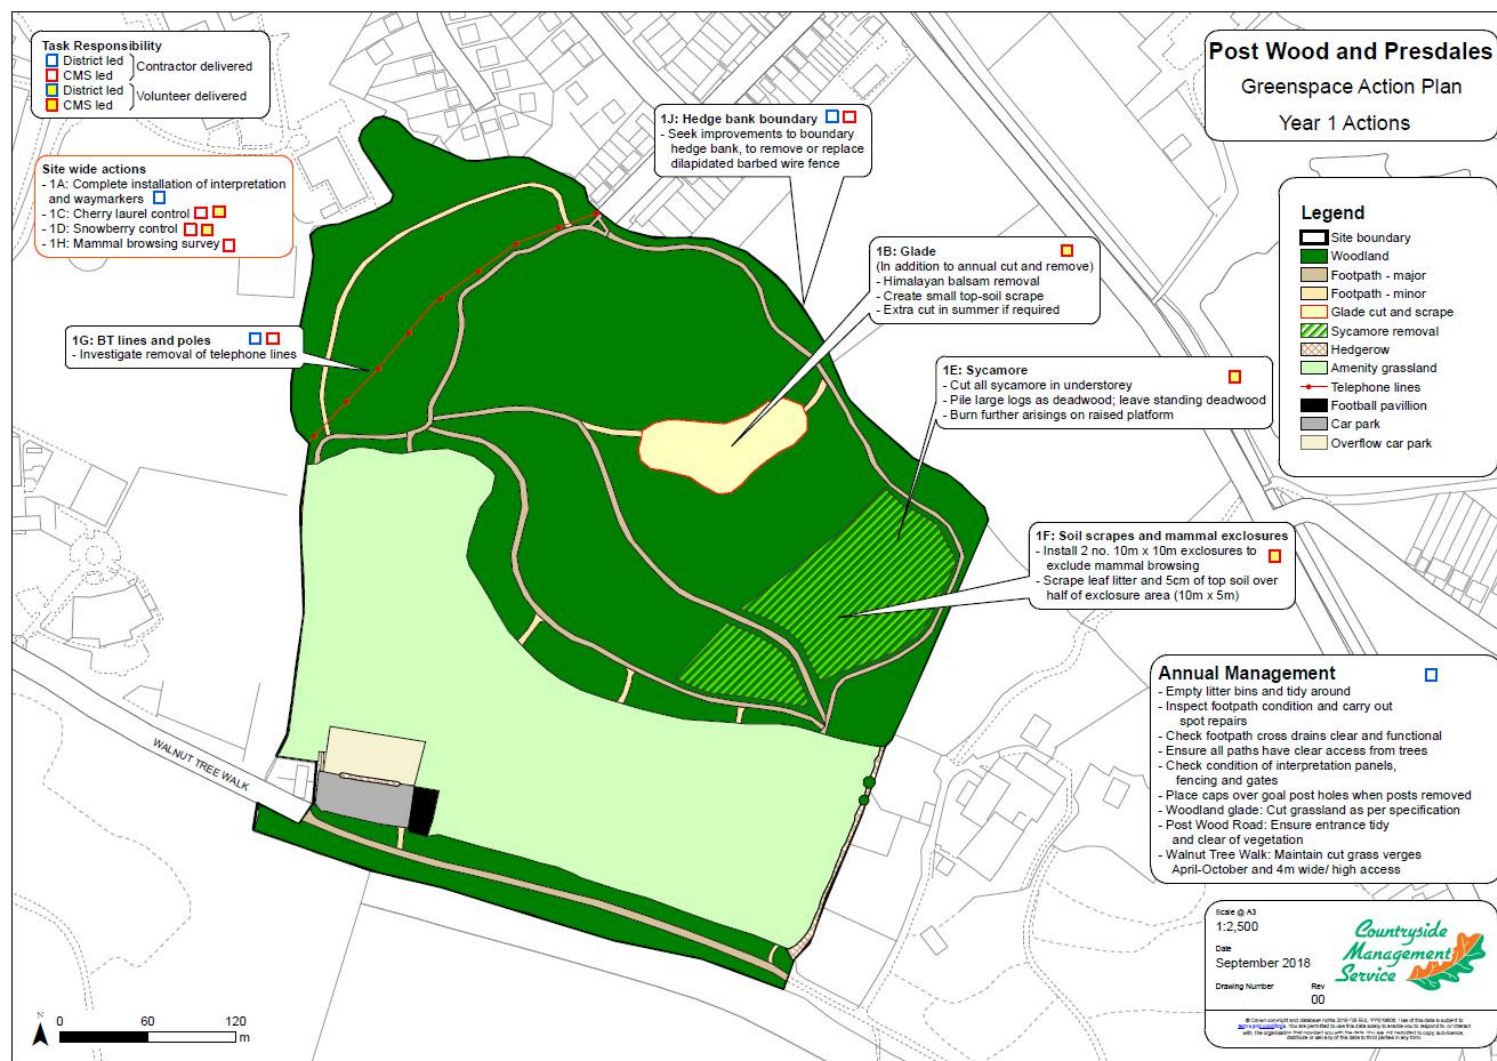 Task Responsibility
District led
CMS led
Contractor delivered
District led
CMS led
Volunteer delivered
Site wide actions
- 1A: Complete installation of interpretation
and waymarkers
- 1C: Cherry laurel control
- 1D: Snowberry control
- 1H: Mammal browsing survey
1G: BT lines and poles
- Investigate removal of telephone lines
1J: Hedge bank boundary
- Seek improvements to boundary
hedge bank, to remove or replace
dilapidated barbed wire fence
1B: Glade
(In addition to annual cut and remove)
- Himalayan balsam removal
- Create small top-soil scrape
- Extra cut in summer if required
1E: Sycamore
- Cut all sycamore in understorey
- Pile large logs as deadwood; leave standing deadwood
- Burn further arisings on raised platform
1F: Soil scrapes and mammal exclosures
- Install 2 no. 10m x 10m exclosures to
exclude mammal browsing
- Scrape leaf litter and 5cm of top soil over
half of exclosure area (10m x 5m)
Post Wood and Presdales
Greenspace Action Plan
Year 1 Actions
Legend
Site boundary
Woodland
Footpath - major
Footpath - minor
Glade cut and scrape
Sycamore removal
Hedgerow
Amenity grassland
Telephone lines
Football pavillion
Car park
Overflow car park
Annual Management
- Empty litter bins and tidy around
- Inspect footpath condition and carry out
spot repairs
- Check footpath cross drains clear and functional
- Ensure all paths have clear access from trees
- Check condition of interpretation panels,
fencing and gates
- Place caps over goal post holes when posts removed
- Woodland glade: Cut grassland as per specification
- Post Wood Road: Ensure entrance tidy
and clear of vegetation
- Walnut Tree Walk: Maintain cut grass verges
April-October and 4m wide/ high access
WALNUT TREE WALK
N
0 60 120
m
Scale @ A3
1:2,500
Date
September 2018
Drawing Number Rev
00
Countryside
Management
Service